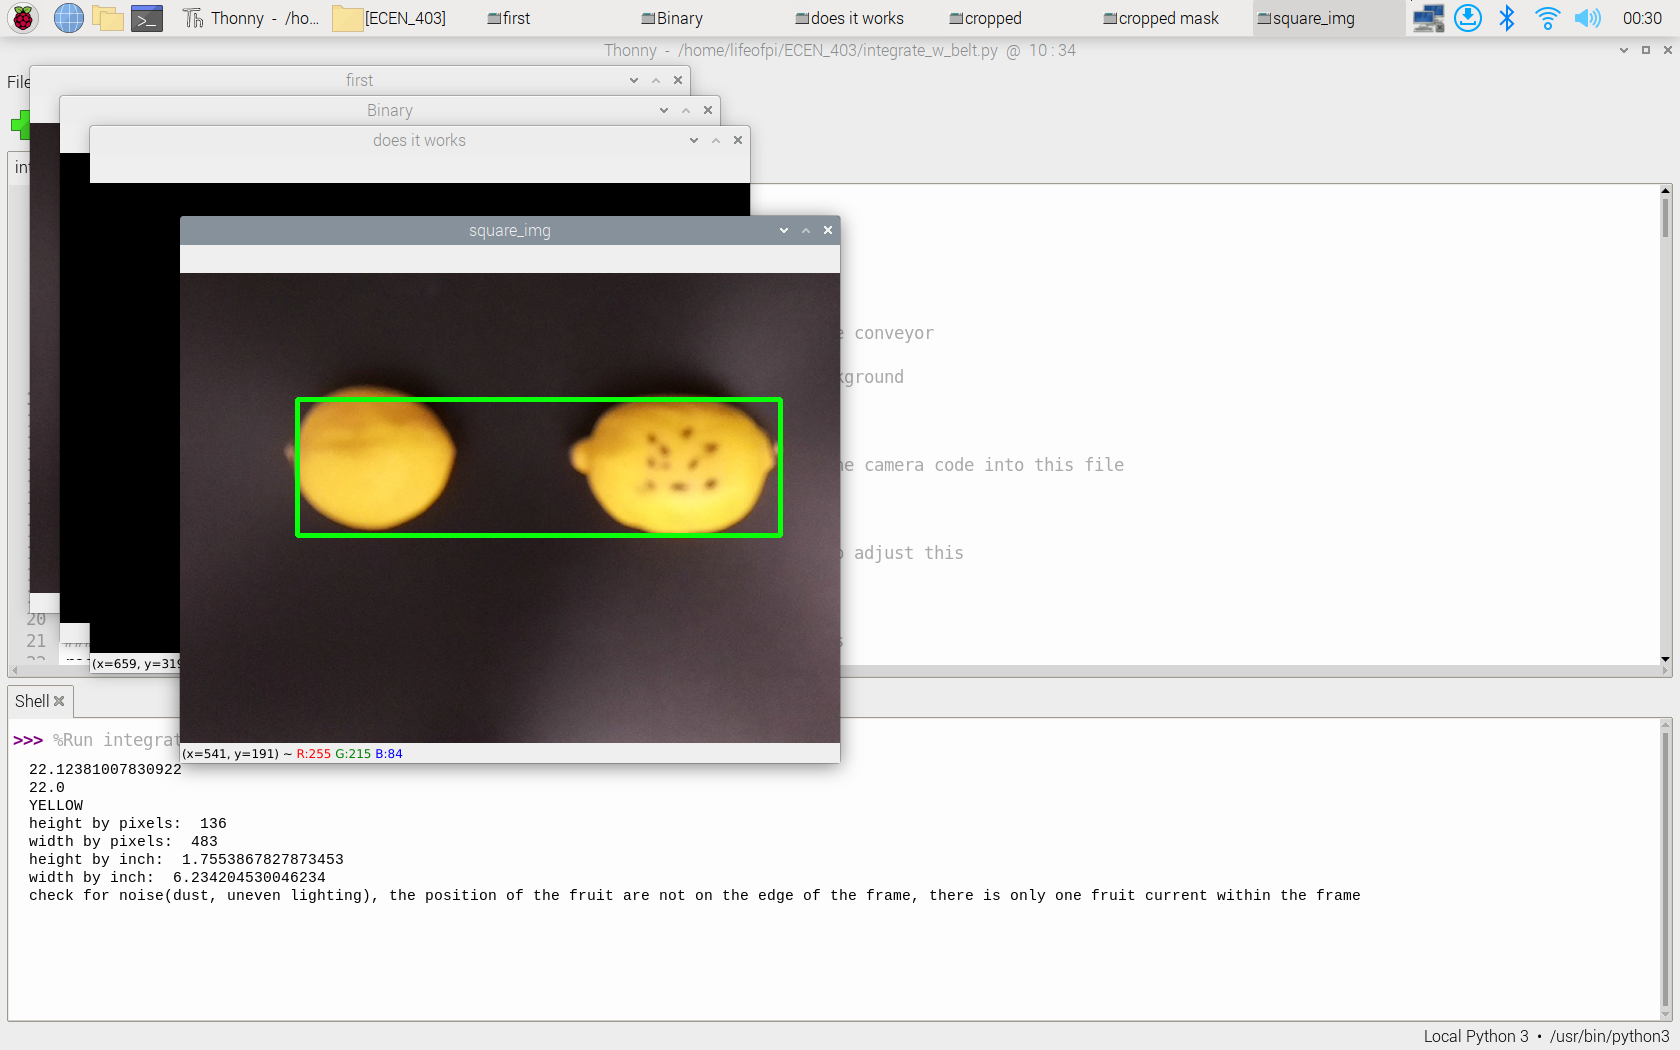 Thonny - /ho...
[ECEN_403]
first
Binary
does it works
cropped
cropped mask
square_img
00:30
Thonny - /home/lifeofpi/ECEN_403/integrate_w_belt.py @ 10 : 34
File
first
Binary
does it works
square_img
conveyor
adjust this
camera code into this file
20
21
(x=659, y=319
(x=541, y=191) ~ R:255 G:215 B:84
Shell
>>> %Run integrat
22.12381007830922
22.0
YELLOW
height by pixels:  136
width by pixels:  483
height by inch:  1.7553867827873453
width by inch:  6.234204530046234
check for noise(dust, uneven lighting), the position of the fruit are not on the edge of the frame, there is only one fruit current within the frame
Local Python 3 • /usr/bin/python3